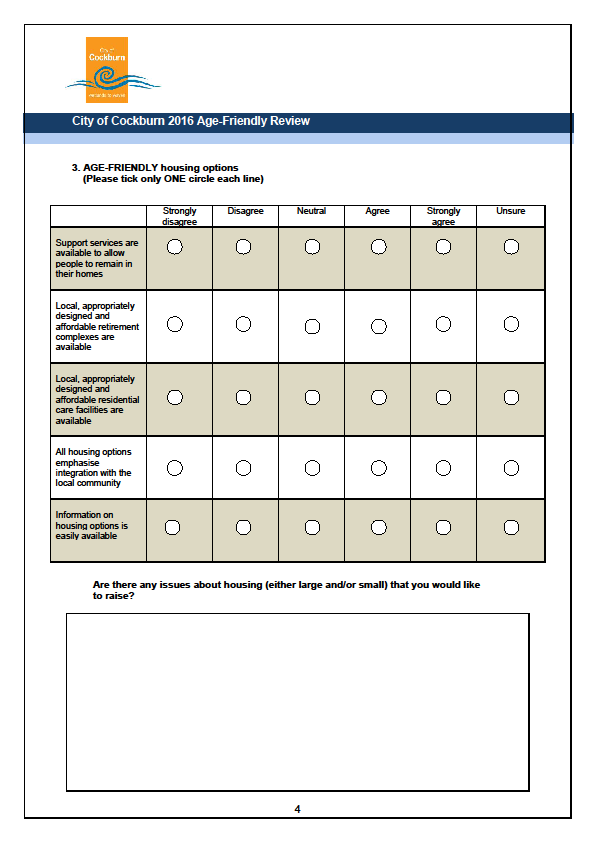 City of
Cockburn
City of Cockburn 2016 Age-Friendly Review
3. AGE-FRIENDLY housing options
(Please tick only ONE circle each line)
Strongly
disagree
Disagree
Neutral
Agree
Strongly
agree
Unsure
Support services are
available to allow
people to remain in
their homes
Local, appropriately
designed and
affordable retirement
complexes are
available
Local, appropriately
designed and
affordable residential
care facilities are
available
All housing options
emphasise
integration with the
local community
Information on
housing options is
easily available
Are there any issues about housing (either large and/or small) that you would like
to raise?
4